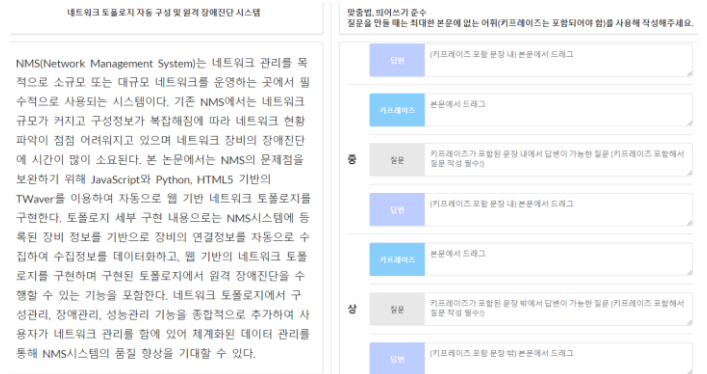 네트워크 토폴로지 자동 구성 및 원격 장애진단 시스템
NMS(Network Management System)는 네트워크 관리를 목
적으로 소규모 또는 대규모 네트워크를 운영하는 곳에서 필
수적으로 사용되는 시스템이다. 기존 NMS에서는 네트워크
규모가 커지고 구성정보가 복잡해짐에 따라 네트워크 현황
파악이 점점 어려워지고 있으며 네트워크 장비의 장애진단
에 시간이 많이 소요된다. 본 논문에서는 NMS의 문제점을
보완하기 위해 JavaScript와 Python, HTML5 기반의
TWaver를 이용하여 자동으로 웹 기반 네트워크 토폴로지를
구현한다. 토폴로지 세부 구현 내용으로는 NMS시스템에 등
록된 장비 정보를 기반으로 장비의 연결정보를 자동으로 수
집하여 수집정보를 데이터화하고, 웹 기반의 네트워크 토폴
로지를 구현하며 구현된 토폴로지에서 원격 장애진단을 수
행할 수 있는 기능을 포함한다. 네트워크 토폴로지에서 구
성관리, 장애관리, 성능관리 기능을 종합적으로 추가하여 사
용자가 네트워크 관리를 함에 있어 체계화된 데이터 관리를
통해 NMS시스템의 품질 향상을 기대할 수 있다.
맞춤법, 띄어쓰기 준수
질문을 만들 때는 최대한 본문에 없는 어휘(키프레이즈는 포함되어야 함)를 사용해 작성해주세요.
답변
(키프레이즈 포함 문장 내) 본문에서 드래그
키프레이즈
본문에서 드래그
중
질문
키프레이즈가 포함된 문장 내에서 답변이 가능한 질문 (키프레이즈 포함해서
질문 작성 필수!)
답변
(키프레이즈 포함 문장 내) 본문에서 드래그
키프레이즈
본문에서 드래그
상
질문
키프레이즈가 포함된 문장 밖에서 답변이 가능한 질문 (키프레이즈 포함해서
질문 작성 필수!)
답변
(키프레이즈 포함 문장 밖) 본문에서 드래그